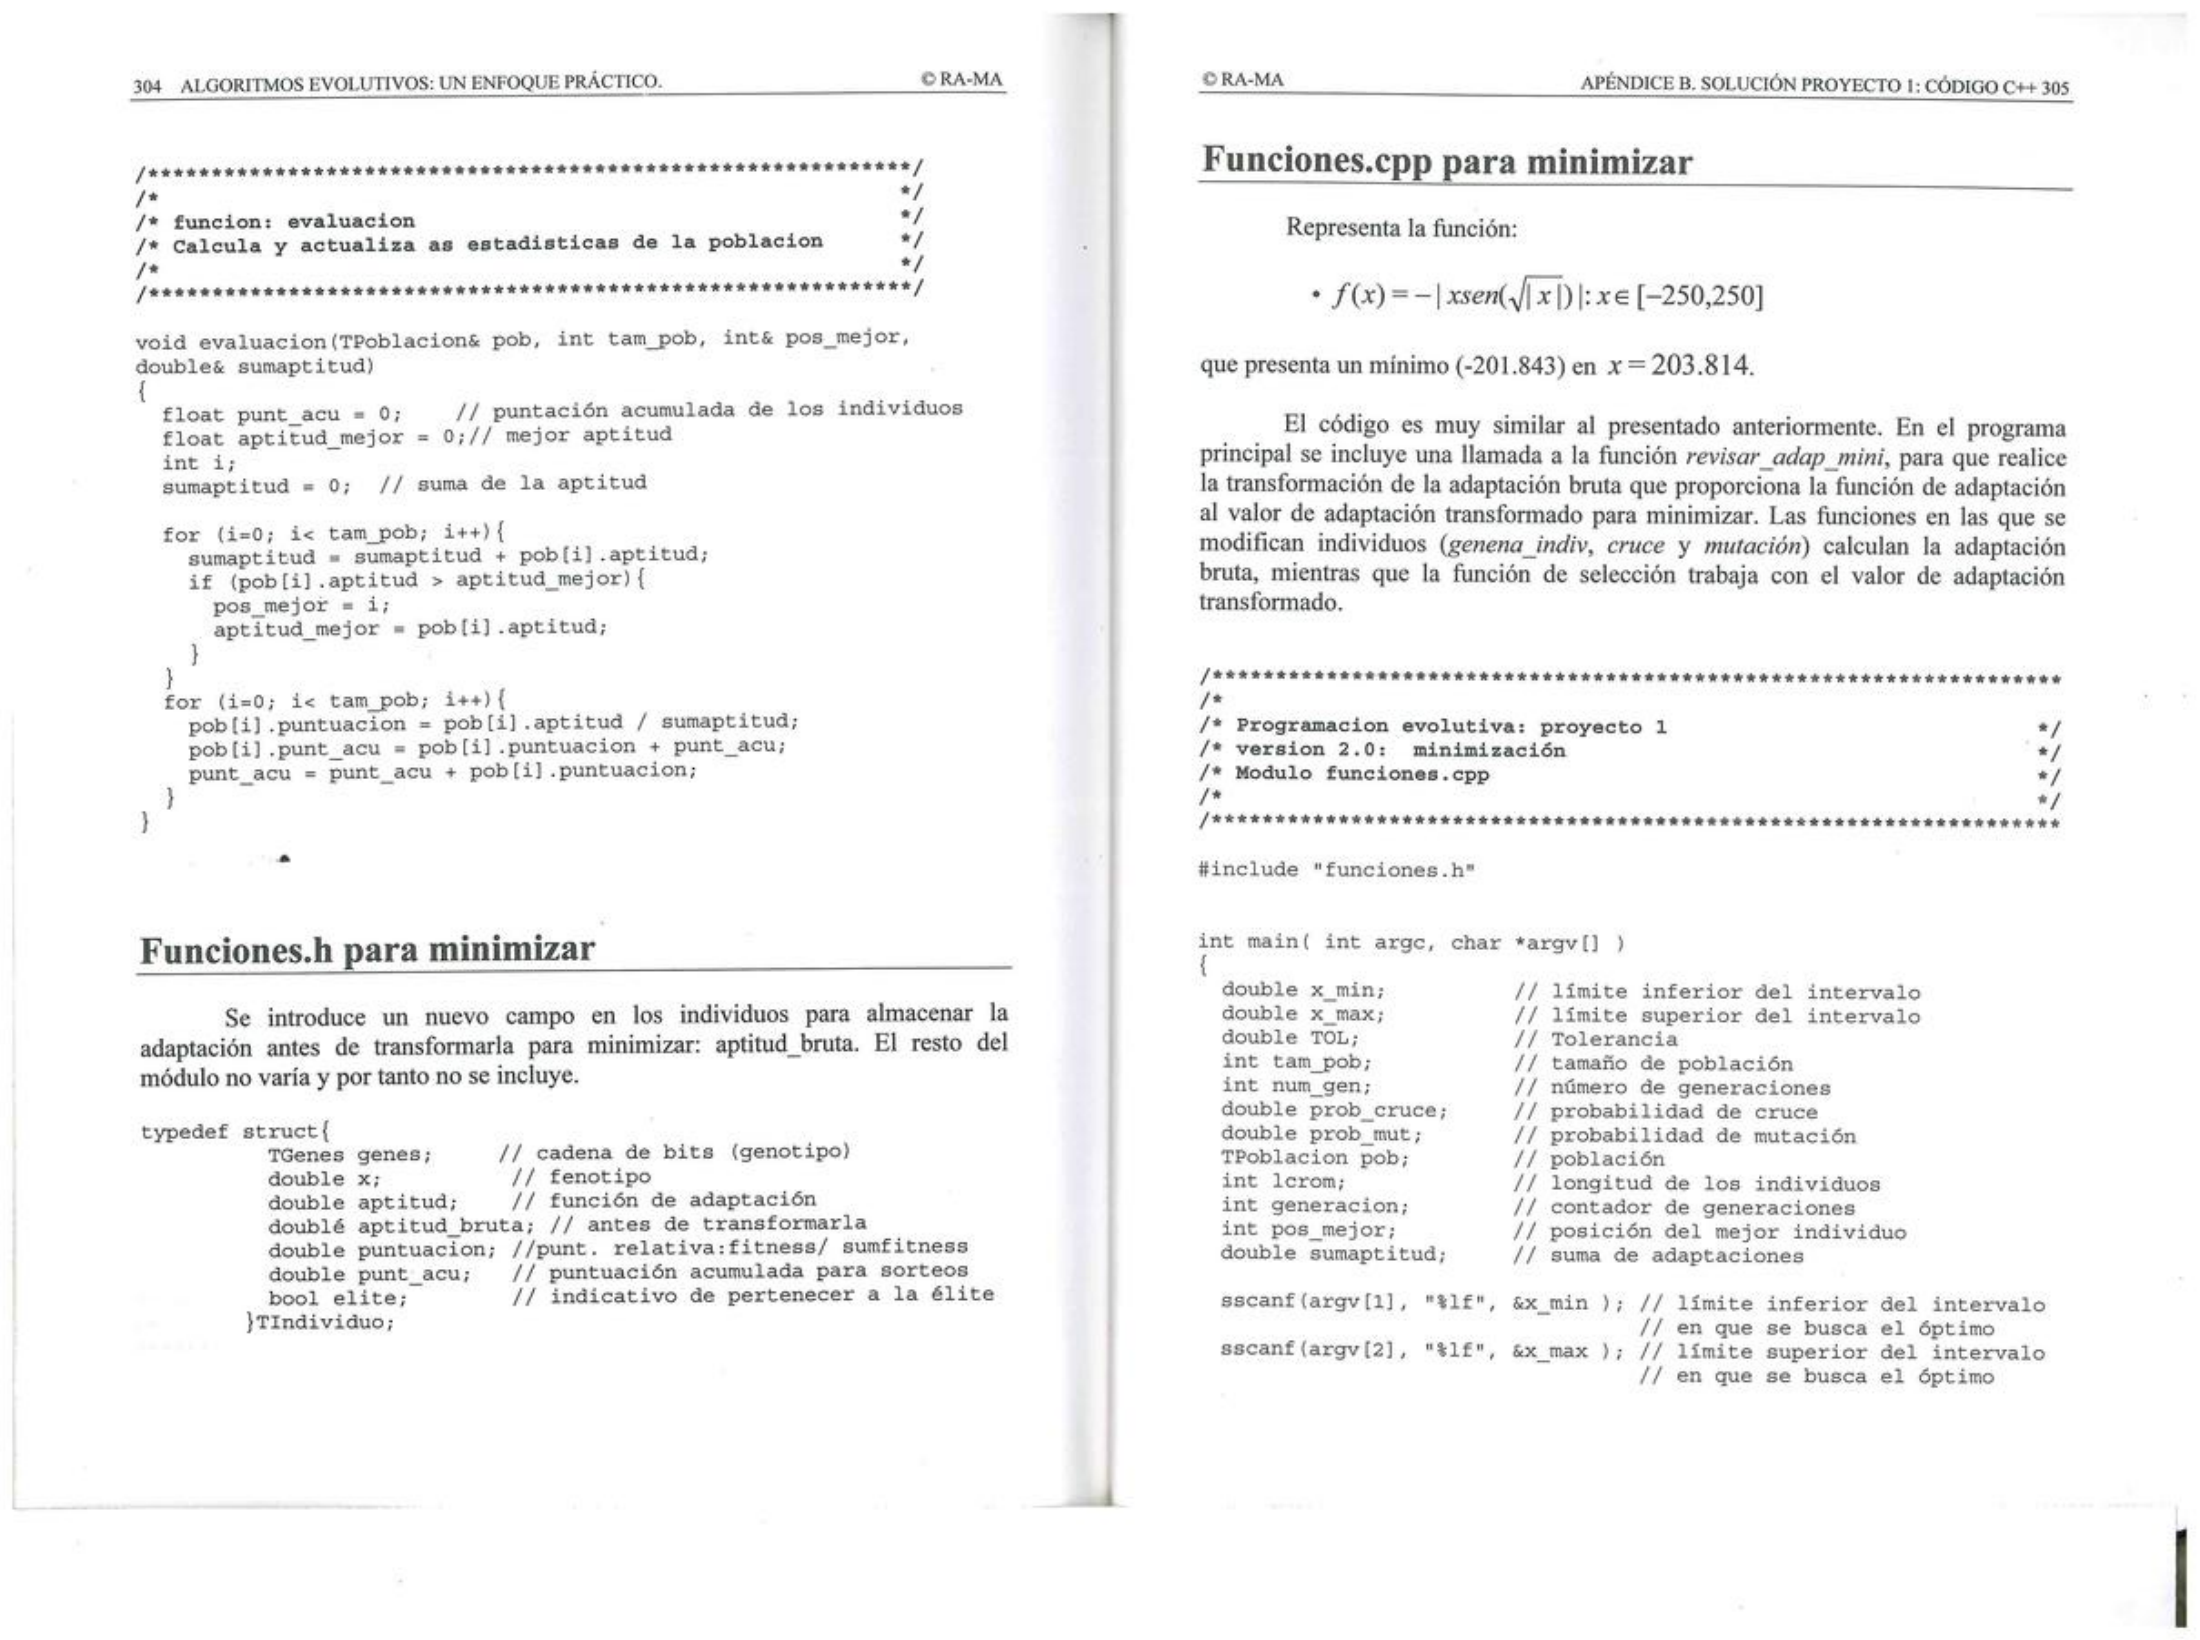 304 ALGORITMOS EVOLUTIVOS: UN ENFOQUE PRÁCTICO. © RA-MA
/************************************************************/
/* */
/* funcion: evaluacion */
/* Calcula y actualiza as estadisticas de la poblacion */
/* */
/************************************************************/
void evaluacion(TPoblacion& pob, int tam_pob, int& pos_mejor,
double& sumaptitud)
{
float punt_acu = 0; // puntación acumulada de los individuos
float aptitud_mejor = 0;// mejor aptitud
int i;
sumaptitud = 0; // suma de la aptitud
for (i=0; i< tam_pob; i++){
sumaptitud = sumaptitud + pob[i].aptitud;
if (pob[i].aptitud > aptitud_mejor){
pos_mejor = i;
aptitud_mejor = pob[i].aptitud;
}
}
for (i=0; i< tam_pob; i++){
pob[i].puntuacion = pob[i].aptitud / sumaptitud;
pob[i].punt_acu = pob[i].puntuacion + punt_acu;
punt_acu = punt_acu + pob[i].puntuacion;
}
}
Funciones.h para minimizar
Se introduce un nuevo campo en los individuos para almacenar la
adaptación antes de transformarla para minimizar: aptitud_bruta. El resto del
módulo no varía y por tanto no se incluye.
typedef struct{
TGenes genes; // cadena de bits (genotipo)
double x; // fenotipo
double aptitud; // función de adaptación
doublé aptitud_bruta; // antes de transformarla
double puntuacion; //punt. relativa:fitness/ sumfitness
double punt_acu; // puntuación acumulada para sorteos
bool elite; // indicativo de pertenecer a la élite
}TIndividuo;
© RA-MA APÉNDICE B. SOLUCIÓN PROYECTO 1: CÓDIGO C++ 305
Funciones.cpp para minimizar
Representa la función:
• f(x) = −| xsen(√| x |) |: x ∈ [−250,250]
que presenta un mínimo (-201.843) en x = 203.814.
El código es muy similar al presentado anteriormente. En el programa
principal se incluye una llamada a la función revisar_adap_mini, para que realice
la transformación de la adaptación bruta que proporciona la función de adaptación
al valor de adaptación transformado para minimizar. Las funciones en las que se
modifican individuos (genena_indiv, cruce y mutación) calculan la adaptación
bruta, mientras que la función de selección trabaja con el valor de adaptación
transformado.
/*******************************************************************
/*
/* Programacion evolutiva: proyecto 1 */
/* version 2.0: minimización */
/* Modulo funciones.cpp */
/* */
/*******************************************************************
#include "funciones.h"
int main( int argc, char *argv[] )
{
double x_min; // límite inferior del intervalo
double x_max; // límite superior del intervalo
double TOL; // Tolerancia
int tam_pob; // tamaño de población
int num_gen; // número de generaciones
double prob_cruce; // probabilidad de cruce
double prob_mut; // probabilidad de mutación
TPoblacion pob; // población
int lcrom; // longitud de los individuos
int generacion; // contador de generaciones
int pos_mejor; // posición del mejor individuo
double sumaptitud; // suma de adaptaciones
sscanf(argv[1], "%lf", &x_min ); // límite inferior del intervalo
// en que se busca el óptimo
sscanf(argv[2], "%lf", &x_max ); // límite superior del intervalo
// en que se busca el óptimo